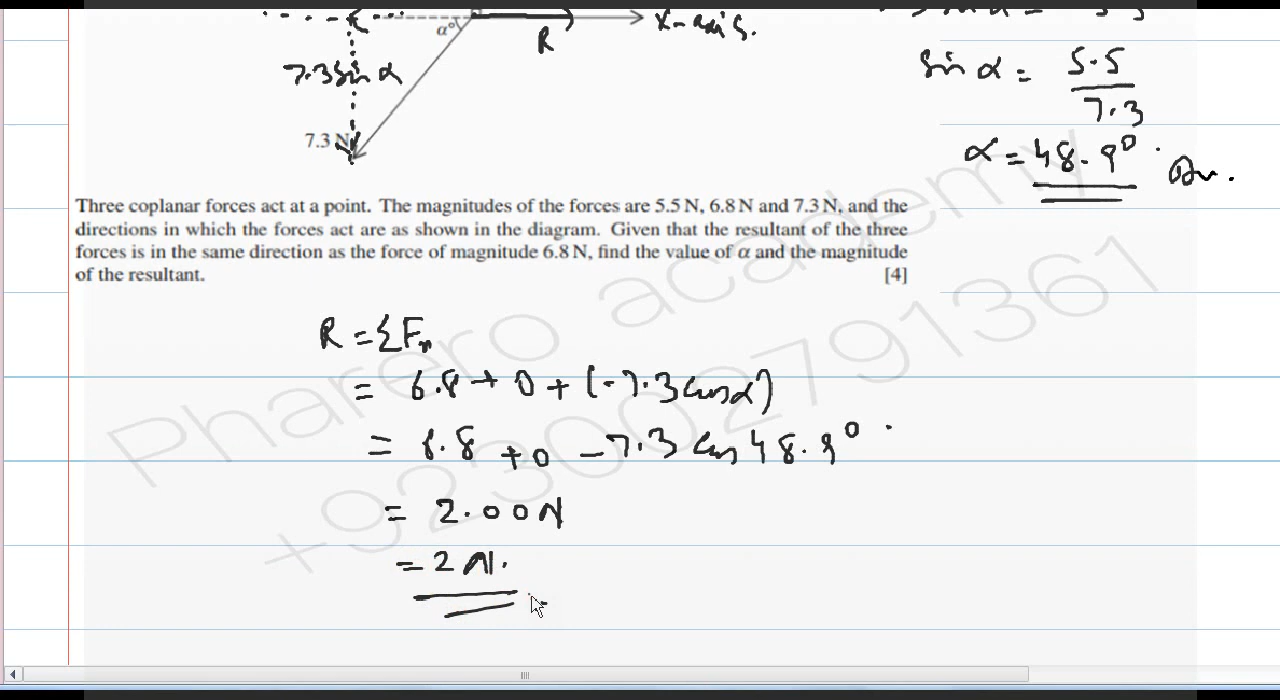 α°
R
X-axis.
7.3 sin α
7.3 N
sin α = 5.5 / 7.3
α = 48.9° Ans.
Three coplanar forces act at a point. The magnitudes of the forces are 5.5 N, 6.8 N and 7.3 N, and the
directions in which the forces act are as shown in the diagram. Given that the resultant of the three
forces is in the same direction as the force of magnitude 6.8 N, find the value of α and the magnitude
of the resultant. [4]
R = ΣFx
= 6.8 + 0 + (-7.3 cos α)
= 6.8 + 0 - 7.3 cos 48.9°.
= 2.00 N
= 2 N.
Pharero academy
+923002791361